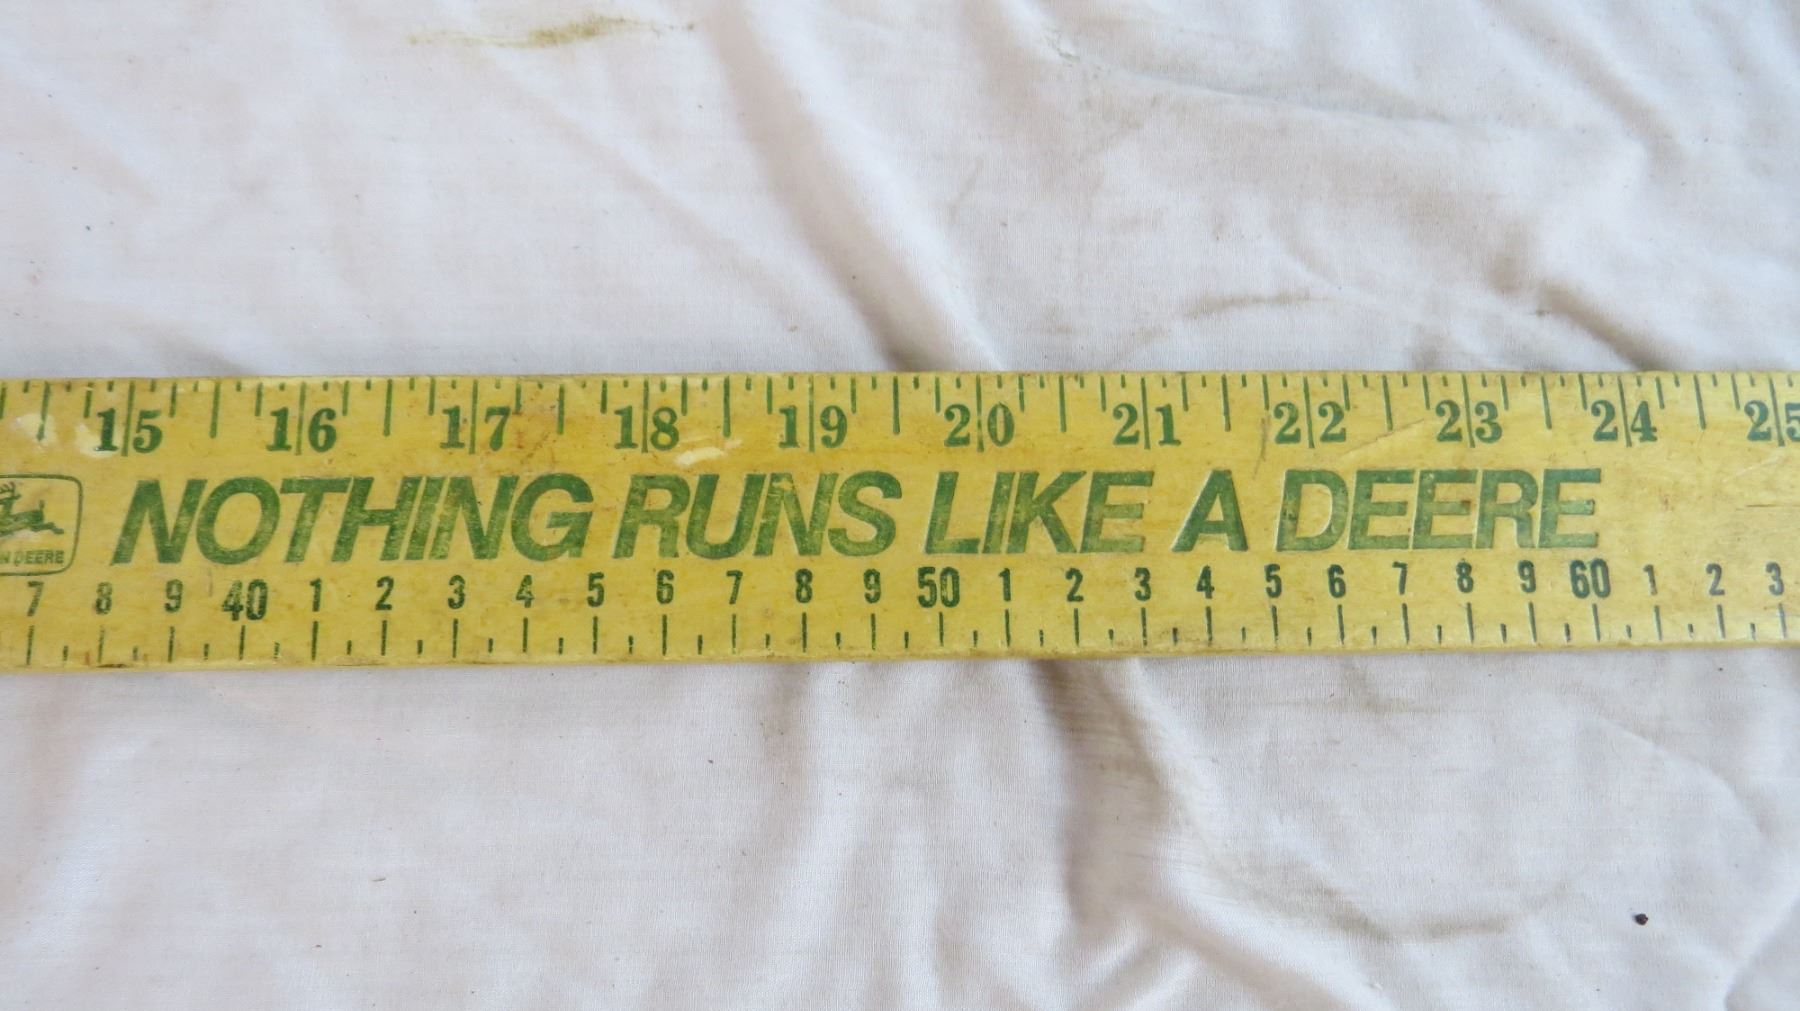 15 16 17 18 19 20 21 22 23 24 25
NOTHING RUNS LIKE A DEERE
N DEERE
7 8 9 40 1 2 3 4 5 6 7 8 9 50 1 2 3 4 5 6 7 8 9 60 1 2 3